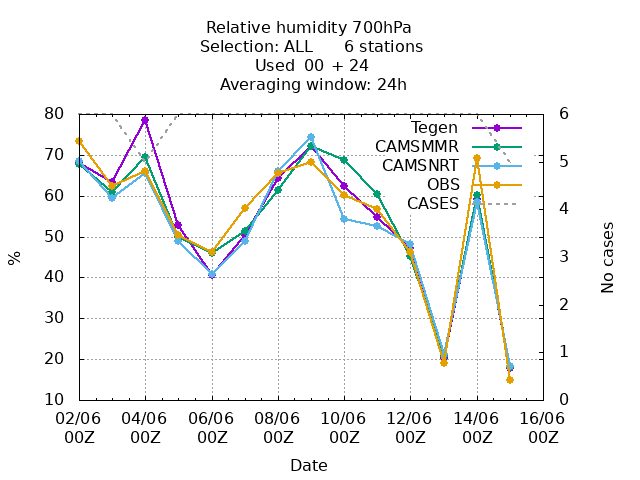 Relative humidity 700hPa
Selection: ALL 6 stations
Used 00 + 24
Averaging window: 24h
80
70
60
50
40
30
20
10
%
6
5
4
3
2
1
0
No cases
Tegen
CAMSMMR
CAMSNRT
OBS
CASES
02/06 04/06 06/06 08/06 10/06 12/06 14/06 16/06
00Z 00Z 00Z 00Z 00Z 00Z 00Z 00Z
Date